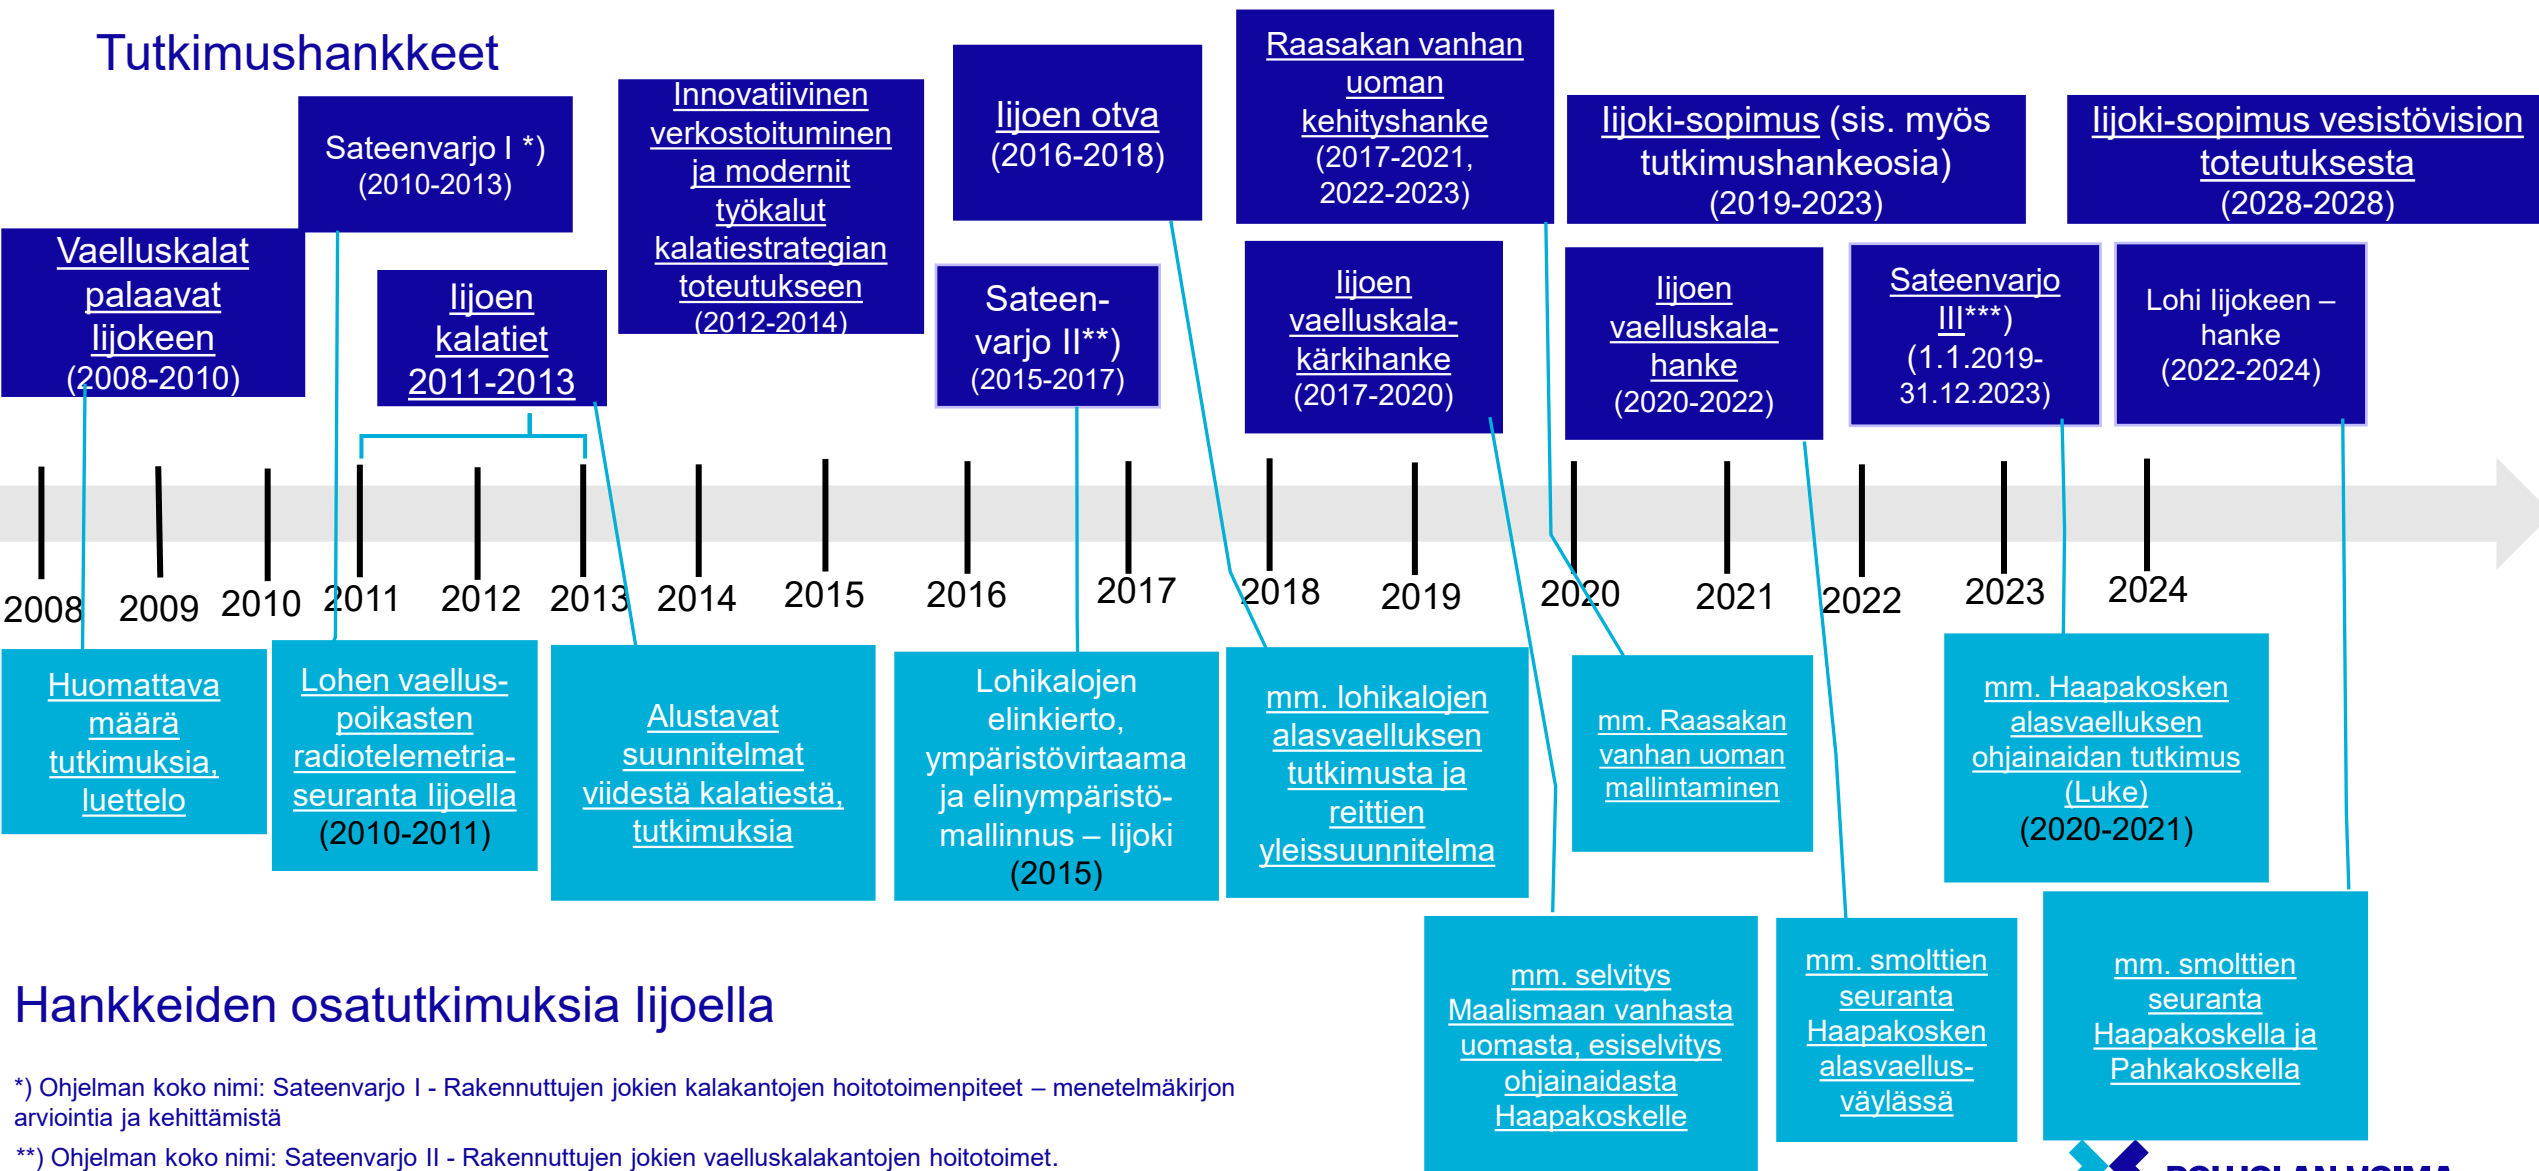 Tutkimushankkeet
Vaelluskalat
palaavat
Iijokeen
(2008-2010)
Sateenvarjo I *)
(2010-2013)
Iijoen
kalatiet
2011-2013
Innovatiivinen
verkostoituminen
ja modernit
työkalut
kalatiestrategian
toteutukseen
(2012-2014)
Iijoen otva
(2016-2018)
Sateen-
varjo II**)
(2015-2017)
Raasakan vanhan
uoman
kehityshanke
(2017-2021,
2022-2023)
Iijoen
vaelluskala-
kärkihanke
(2017-2020)
Iijoki-sopimus (sis. myös
tutkimushankeosia)
(2019-2023)
Iijoen
vaelluskala-
hanke
(2020-2022)
Sateenvarjo
III***)
(1.1.2019-
31.12.2023)
Iijoki-sopimus vesistövision
toteutuksesta
(2028-2028)
Lohi Iijokeen –
hanke
(2022-2024)
2008 2009 2010 2011 2012 2013 2014 2015 2016 2017 2018 2019 2020 2021 2022 2023 2024
Huomattava
määrä
tutkimuksia,
luettelo
Lohen vaellus-
poikasten
radiotelemetria-
seuranta Iijoella
(2010-2011)
Alustavat
suunnitelmat
viidestä kalatiestä,
tutkimuksia
Lohikalojen
elinkierto,
ympäristövirtaama
ja elinympäristö-
mallinnus – Iijoki
(2015)
mm. lohikalojen
alasvaelluksen
tutkimusta ja
reittien
yleissuunnitelma
mm. Raasakan
vanhan uoman
mallintaminen
mm. Haapakosken
alasvaelluksen
ohjainaidan tutkimus
(Luke)
(2020-2021)
mm. selvitys
Maalismaan vanhasta
uomasta, esiselvitys
ohjainaidasta
Haapakoskelle
mm. smolttien
seuranta
Haapakosken
alasvaellus-
väylässä
mm. smolttien
seuranta
Haapakoskella ja
Pahkakoskella
Hankkeiden osatutkimuksia Iijoella
*) Ohjelman koko nimi: Sateenvarjo I - Rakennuttujen jokien kalakantojen hoitotoimenpiteet – menetelmäkirjon
arviointia ja kehittämistä
**) Ohjelman koko nimi: Sateenvarjo II - Rakennuttujen jokien vaelluskalakantojen hoitotoimet.
POHJOLAN VOIMA